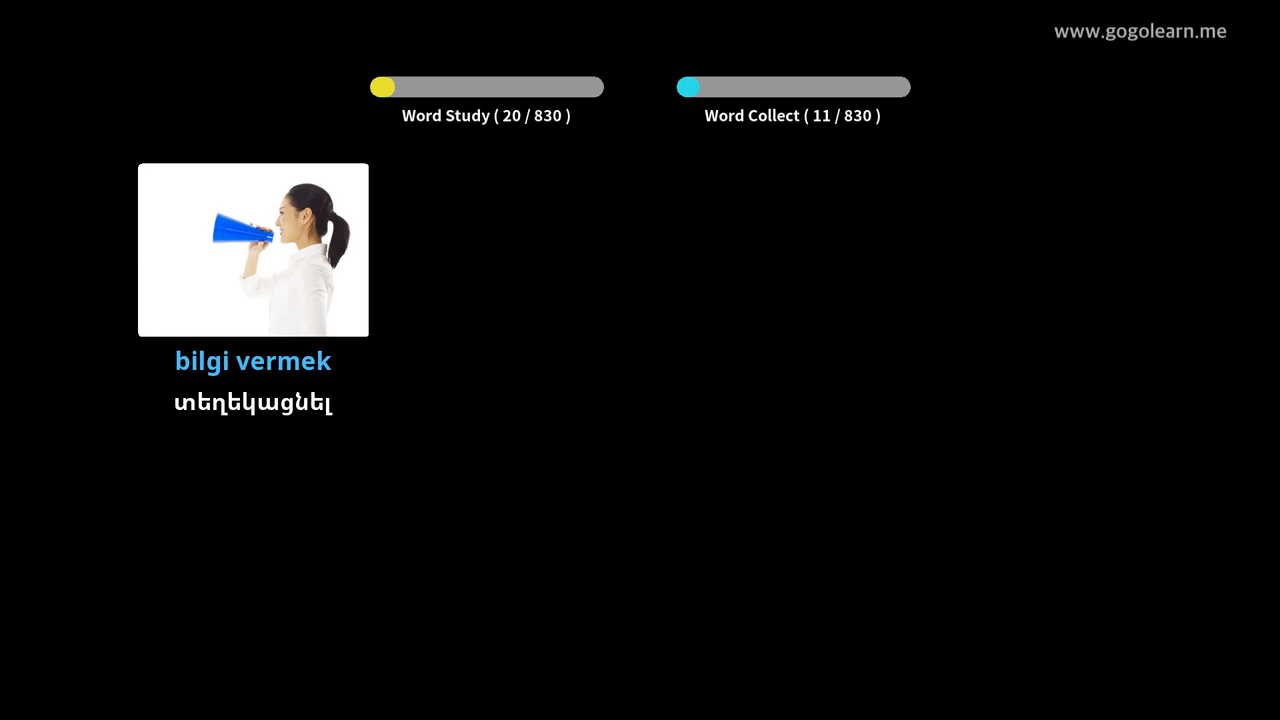 www.gogolearn.me
Word Study ( 20 / 830 )
Word Collect ( 11 / 830 )
bilgi vermek
տեղեկացնել